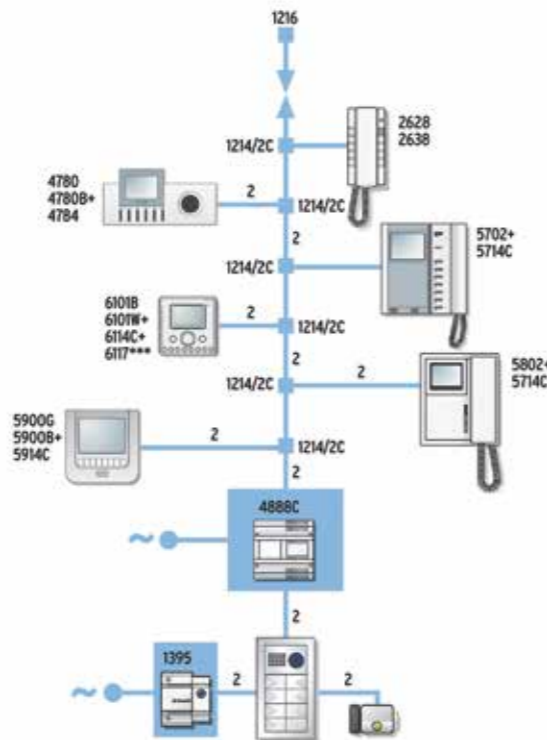 1216
1214/2C
2628
2638
4780
4780B+
4784
2
1214/2C
2
1214/2C
5702+
5714C
6101B
6101W+
6114C+
6117***
2
1214/2C
2
1214/2C
2
5802+
5714C
5900G
5900B+
5914C
2
1214/2C
2
4888C
~
2
1395
~
2
2